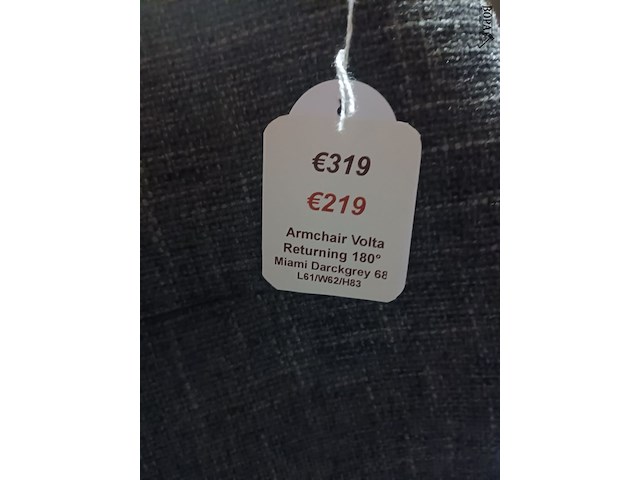 €319
€219
Armchair Volta
Returning 180°
Miami Darckgrey 68
L61/W62/H83